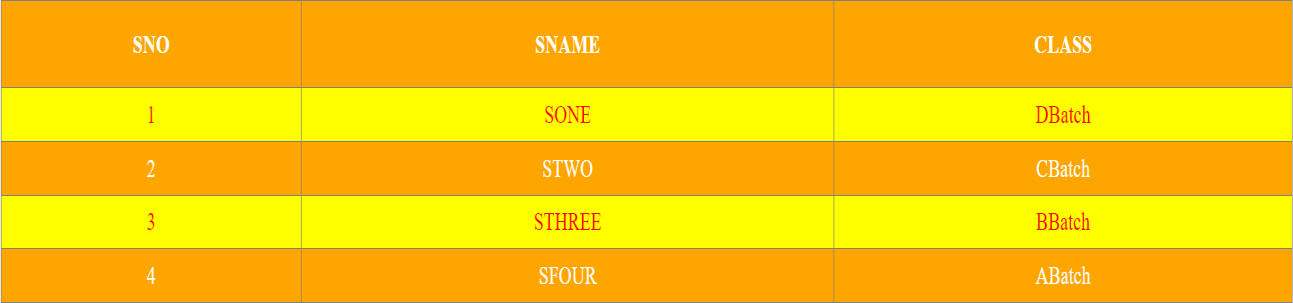 SNO SNAME CLASS
1 SONE DBatch
2 STWO CBatch
3 STHREE BBatch
4 SFOUR ABatch